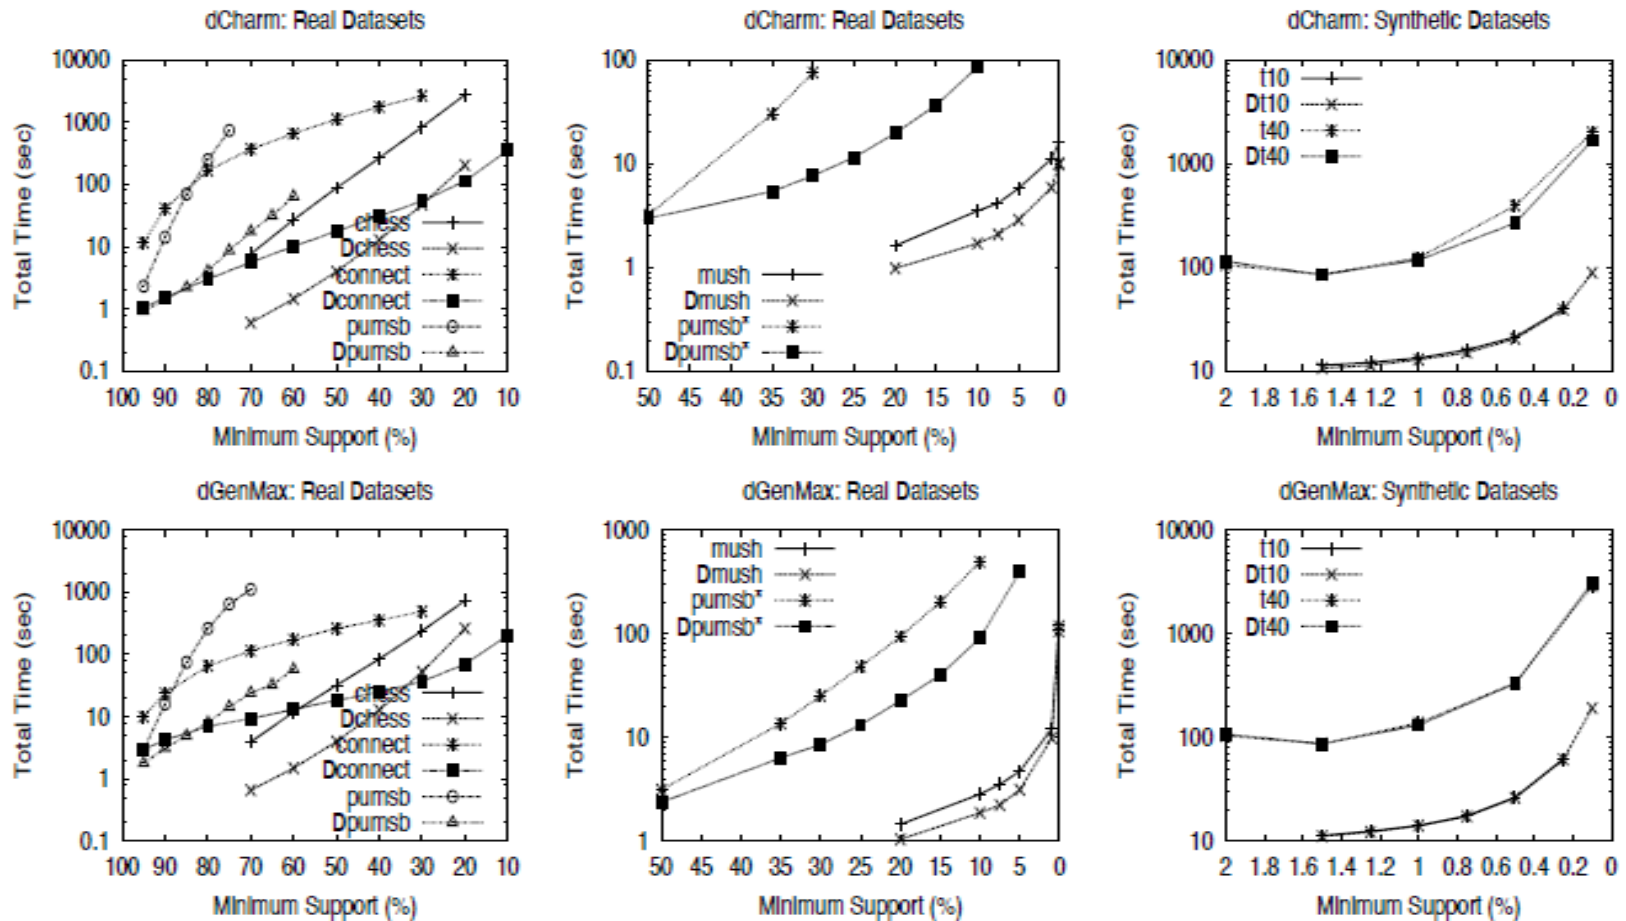 dCharm: Real Datasets
10000
1000
100
10
1
0.1
Total Time (sec)
chess
Dchess
connect
Dconnect
pumsb
Dpumsb
100 90 80 70 60 50 40 30 20 10
Minimum Support (%)
dCharm: Real Datasets
100
10
1
0.1
Total Time (sec)
mush
Dmush
pumsb*
Dpumsb*
50 45 40 35 30 25 20 15 10 5 0
Minimum Support (%)
dCharm: Synthetic Datasets
10000
1000
100
10
Total Time (sec)
t10
Dt10
t40
Dt40
2 1.8 1.6 1.4 1.2 1 0.8 0.6 0.4 0.2 0
Minimum Support (%)
dGenMax: Real Datasets
10000
1000
100
10
1
0.1
Total Time (sec)
chess
Dchess
connect
Dconnect
pumsb
Dpumsb
100 90 80 70 60 50 40 30 20 10
Minimum Support (%)
dGenMax: Real Datasets
1000
100
10
1
Total Time (sec)
mush
Dmush
pumsb*
Dpumsb*
50 45 40 35 30 25 20 15 10 5 0
Minimum Support (%)
dGenMax: Synthetic Datasets
10000
1000
100
10
Total Time (sec)
t10
Dt10
t40
Dt40
2 1.8 1.6 1.4 1.2 1 0.8 0.6 0.4 0.2 0
Minimum Support (%)